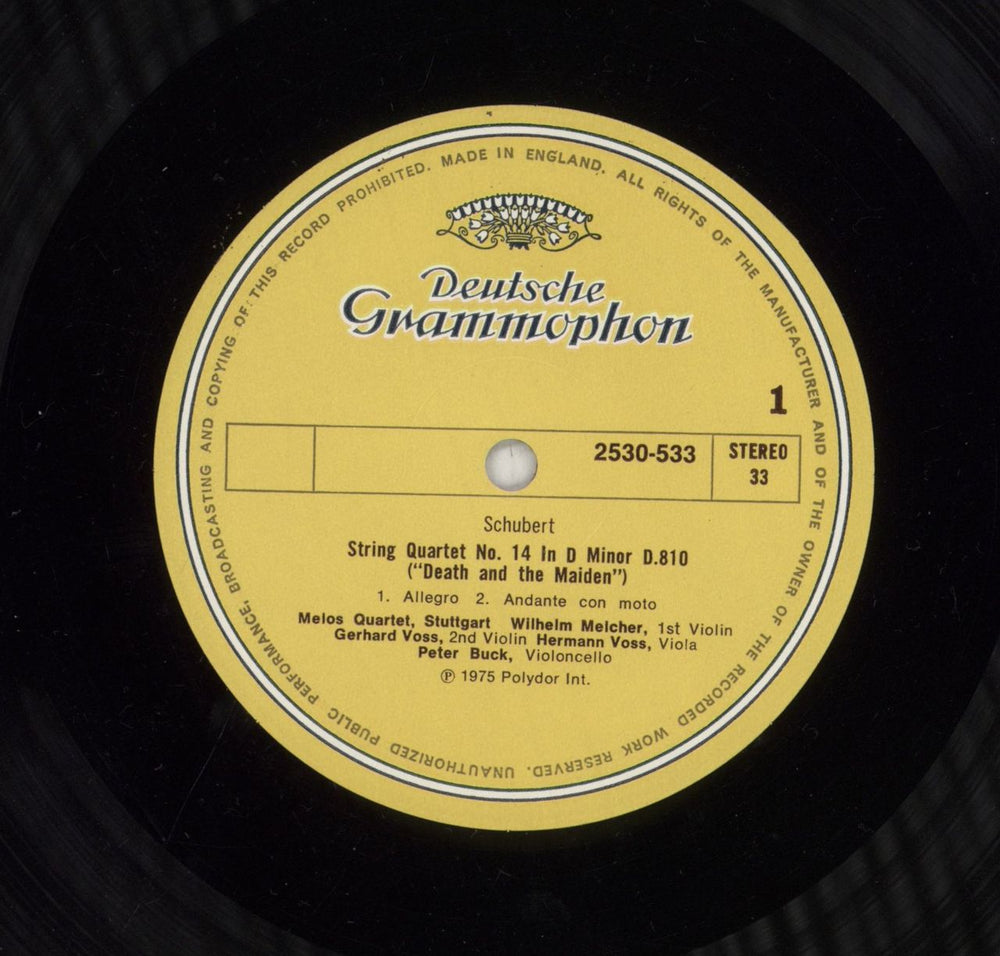 MADE IN ENGLAND. ALL RIGHTS OF THE MANUFACTURER AND OF THE OWNER OF THE RECORDED WORK RESERVED. UNAUTHORIZED PUBLIC PERFORMANCE, BROADCASTING AND COPYING OF THIS RECORD PROHIBITED.
Deutsche
Grammophon
1
2530-533
STEREO
33
Schubert
String Quartet No. 14 In D Minor D.810
("Death and the Maiden")
1. Allegro 2. Andante con moto
Melos Quartet, Stuttgart Wilhelm Melcher, 1st Violin
Gerhard Voss, 2nd Violin Hermann Voss, Viola
Peter Buck, Violoncello
℗ 1975 Polydor Int.